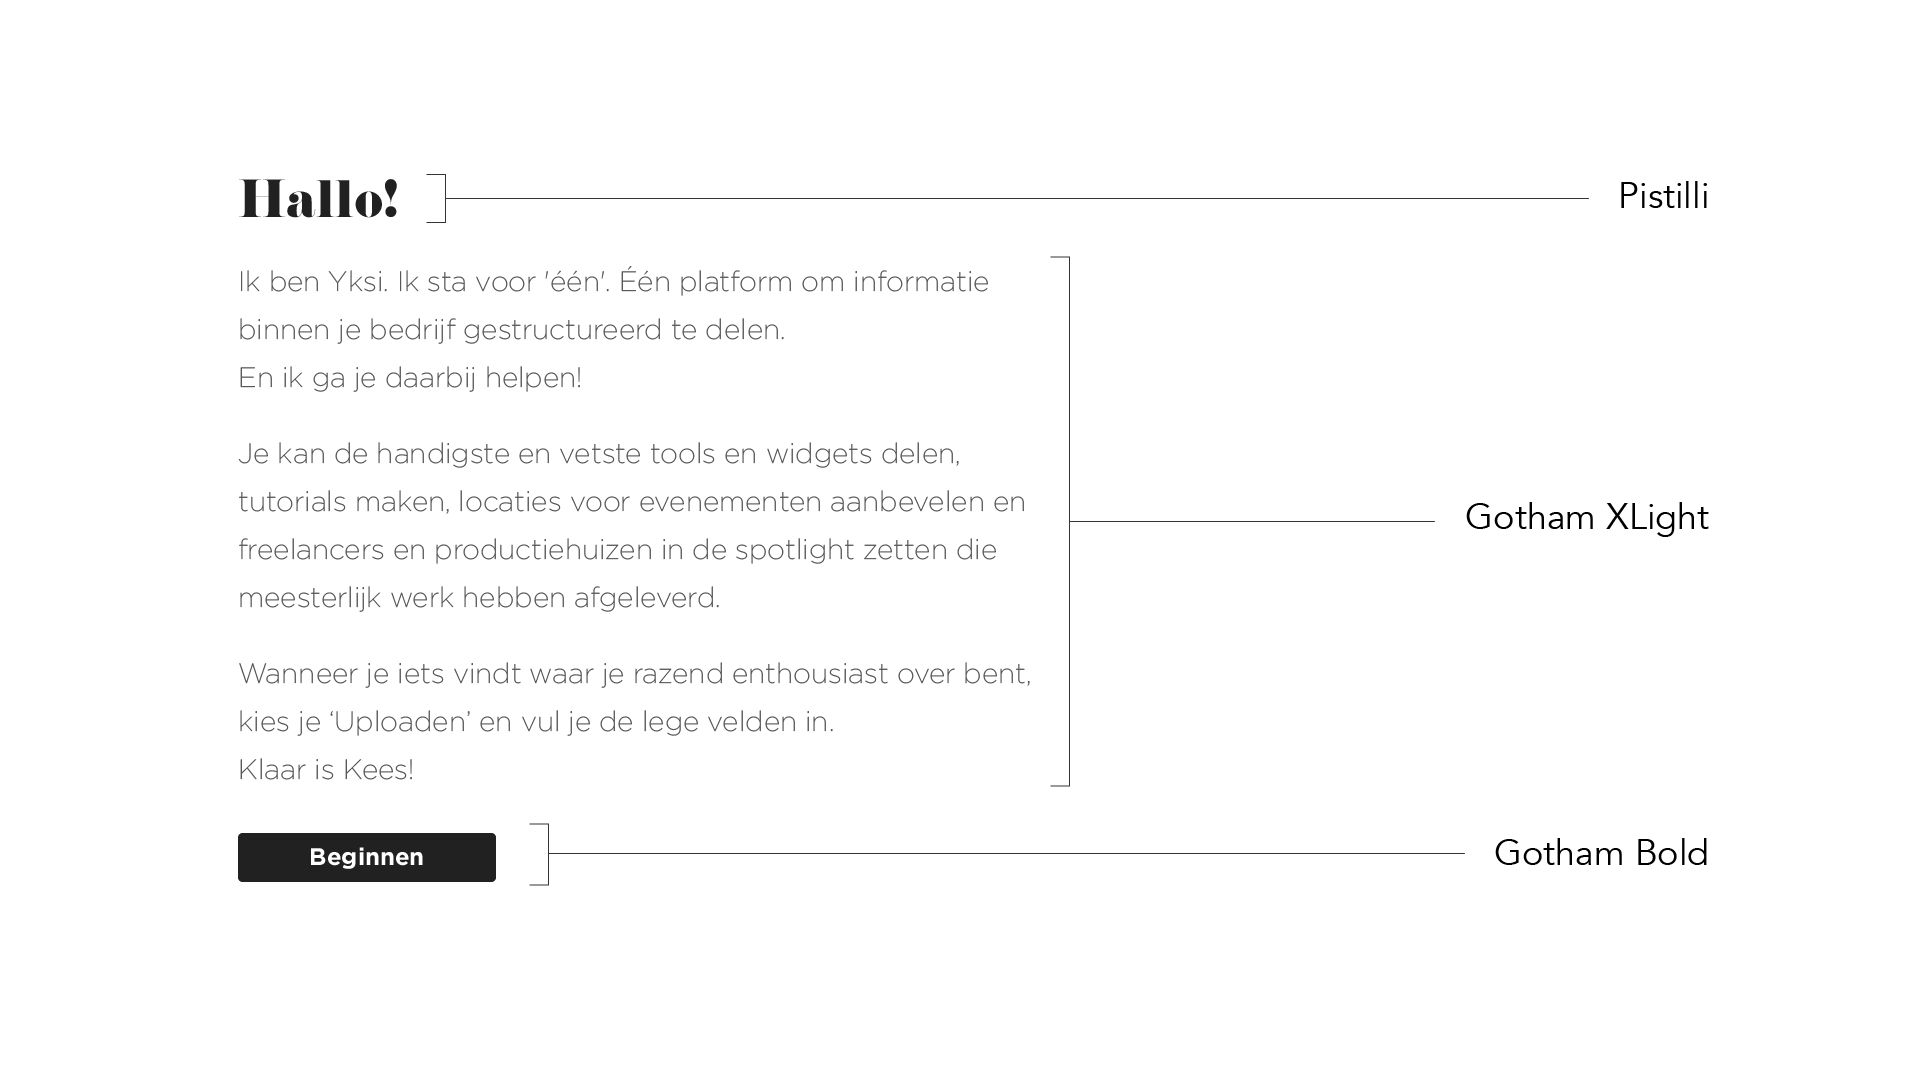 Hallo!
Pistilli
Ik ben Yksi. Ik sta voor 'één'. Één platform om informatie
binnen je bedrijf gestructureerd te delen.
En ik ga je daarbij helpen!
Je kan de handigste en vetste tools en widgets delen,
tutorials maken, locaties voor evenementen aanbevelen en
freelancers en productiehuizen in de spotlight zetten die
meesterlijk werk hebben afgeleverd.
Gotham XLight
Wanneer je iets vindt waar je razend enthousiast over bent,
kies je ‘Uploaden’ en vul je de lege velden in.
Klaar is Kees!
Beginnen
Gotham Bold